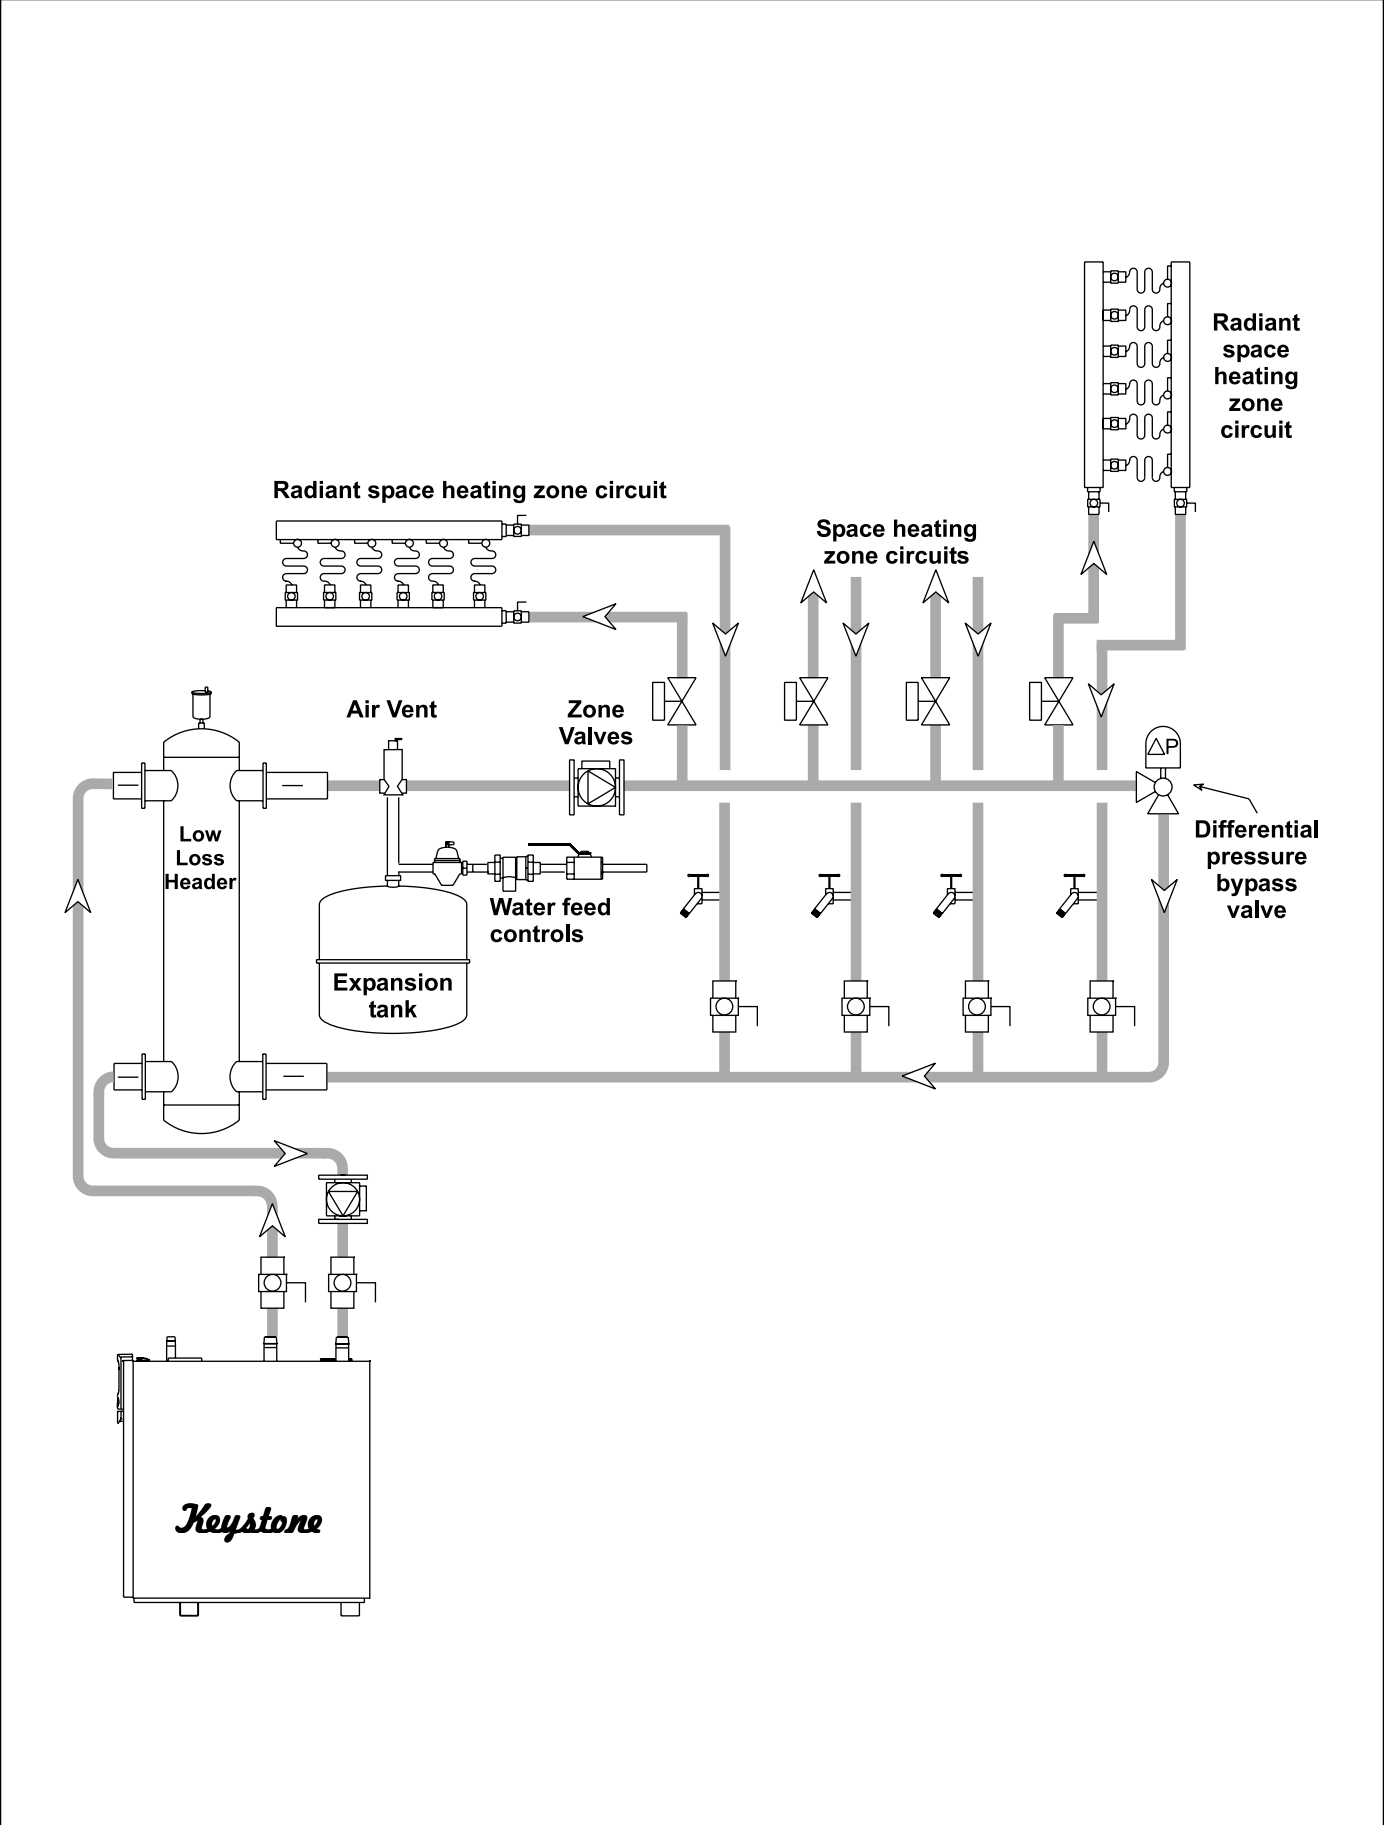 Radiant
space
heating
zone
circuit
Radiant space heating zone circuit
Space heating
zone circuits
Air Vent
Zone
Valves
△P
Low
Loss
Header
Differential
pressure
bypass
valve
Water feed
controls
Expansion
tank
Keystone